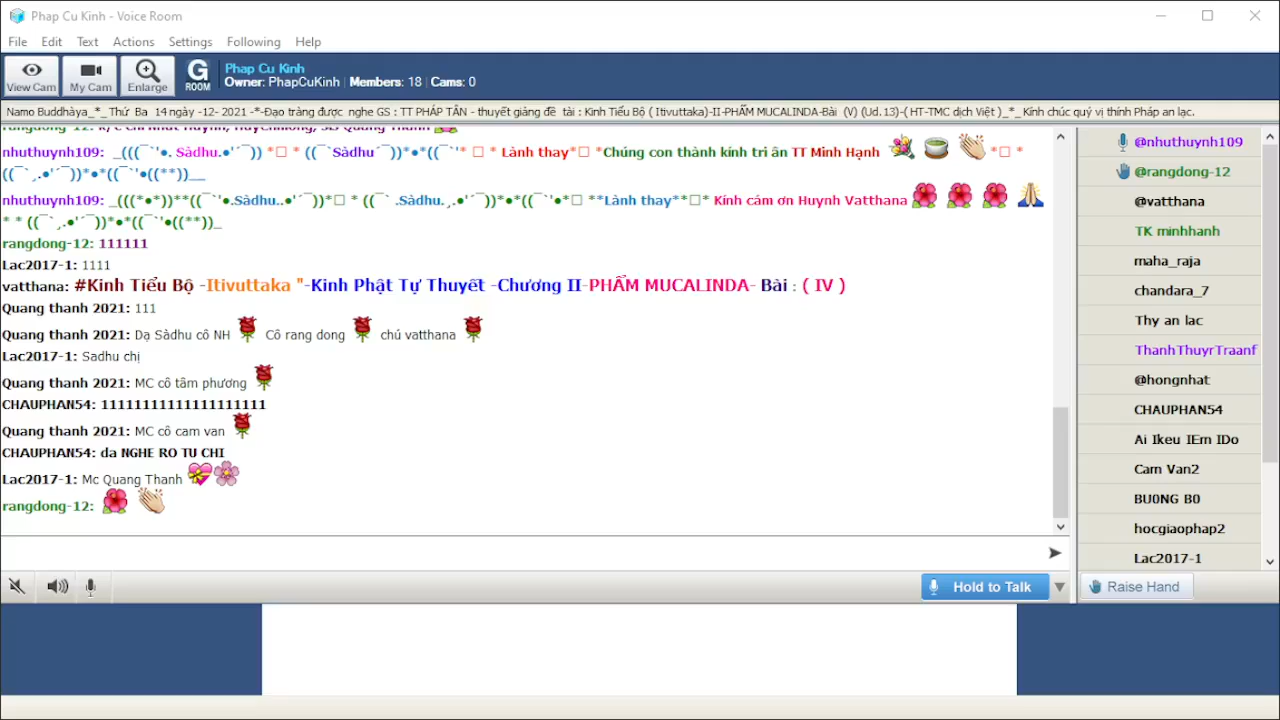 Phap Cu Kinh - Voice Room
File Edit Text Actions Settings Following Help
View Cam My Cam Enlarge G ROOM
Phap Cu Kinh
Owner: PhapCuKinh Members: 18 Cams: 0
Namo Buddhàya_*_ Thứ Ba 14 ngày -12- 2021 -*-Đạo tràng được nghe GS : TT PHÁP TÂN - thuyết giảng đề tài : Kinh Tiểu Bộ ( Itivuttaka)-II-PHẨM MUCALINDA-Bài (V) (Ud.13)-( HT-TMC dịch Việt )_*_ Kính chúc quý vị thính Pháp an lạc.
nhuthuynh109: _(((¯`'•. Sàdhu.•'´¯)) *□ * ((¯`Sàdhu´¯))*•*((¯`'* □ * Lành thay*□ *Chúng con thành kính tri ân TT Minh Hạnh *□ *
((¯`¸.•'´¯))*•*((¯`'•((**))__
nhuthuynh109: _(((*•*))**((¯`'•.Sàdhu..•'´¯))*□ * ((¯` .Sàdhu.¸.•'´¯))*•*((¯`'•*□ **Lành thay**□* Kính cám ơn Huynh Vatthana
* * ((¯`¸.•'´¯))*•*((¯`'•((**))_
rangdong-12: 111111
Lac2017-1: 1111
vatthana: #Kinh Tiểu Bộ -Itivuttaka "-Kinh Phật Tự Thuyết -Chương II-PHẨM MUCALINDA- Bài : ( IV )
Quang thanh 2021: 111
Quang thanh 2021: Dạ Sàdhu cô NH Cô rang dong chú vatthana
Lac2017-1: Sadhu chị
Quang thanh 2021: MC cô tâm phương
CHAUPHAN54: 11111111111111111111
Quang thanh 2021: MC cô cam van
CHAUPHAN54: da NGHE RO TU CHI
Lac2017-1: Mc Quang Thanh
rangdong-12:
@nhuthuynh109
@rangdong-12
@vatthana
TK minhhanh
maha_raja
chandara_7
Thy an lac
ThanhThuyrTraanf
@hongnhat
CHAUPHAN54
Ai Ikeu IEm IDo
Cam Van2
BU0NG B0
hocgiaophap2
Lac2017-1
Hold to Talk
Raise Hand